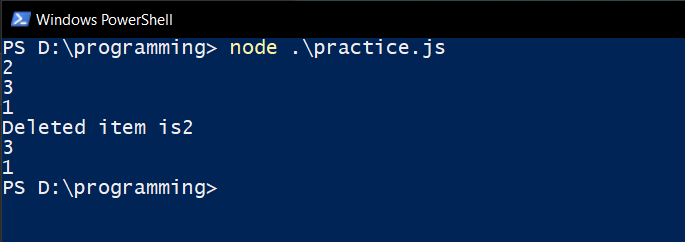 Windows PowerShell
PS D:\programming> node .\practice.js
2
3
1
Deleted item is2
3
1
PS D:\programming>